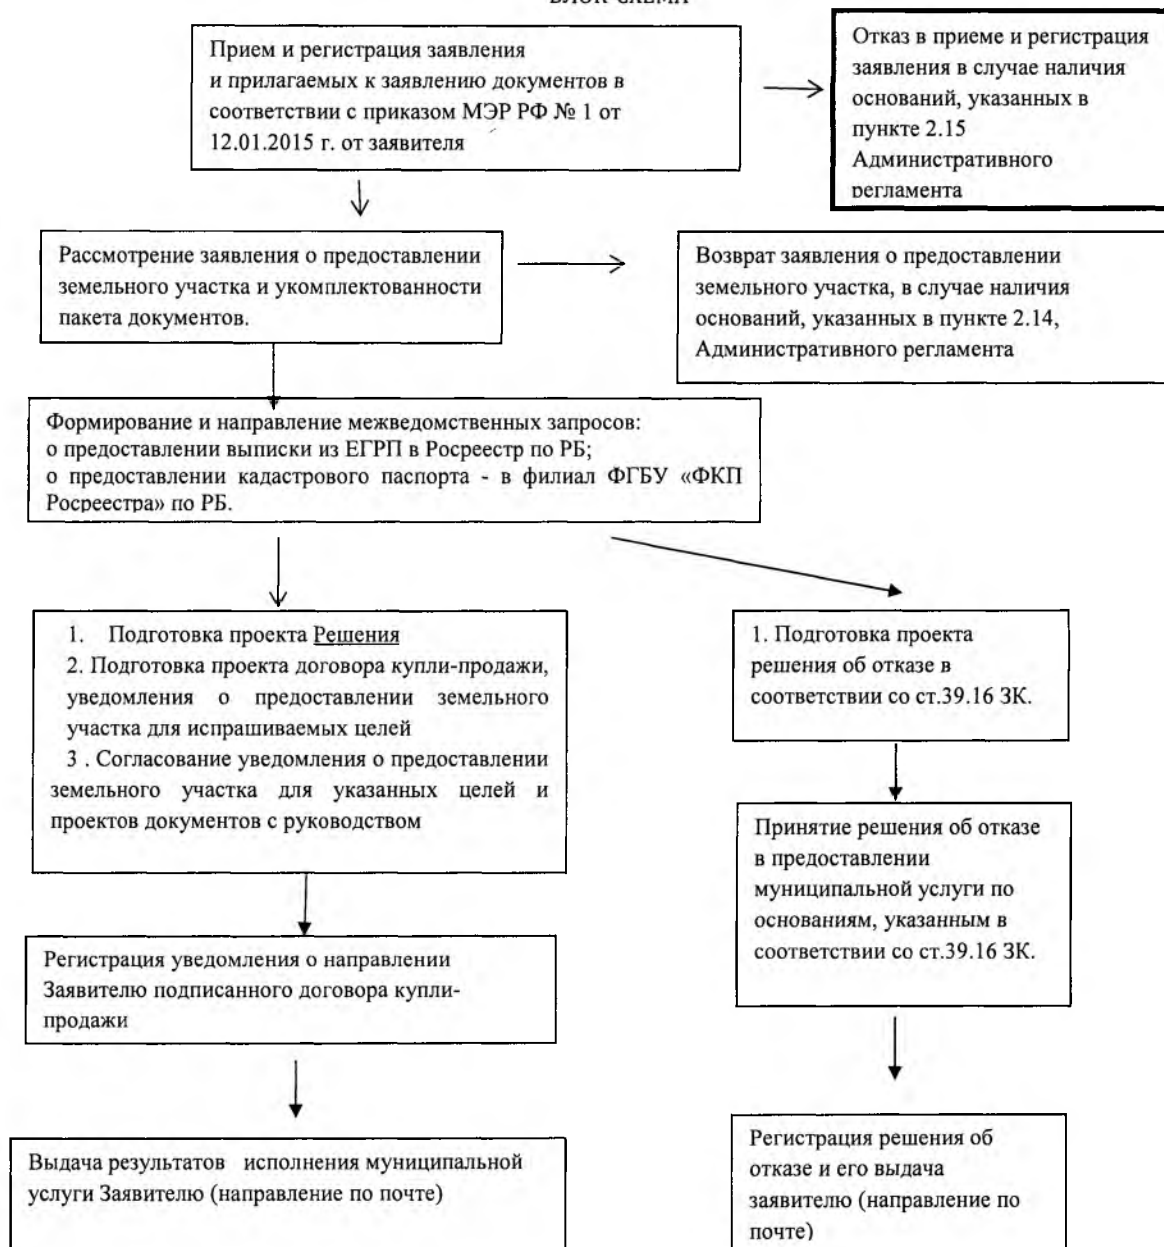 БЛОК-СХЕМА
Прием и регистрация заявления
и прилагаемых к заявлению документов в
соответствии с приказом МЭР РФ № 1 от
12.01.2015 г. от заявителя
Отказ в приеме и регистрация
заявления в случае наличия
оснований, указанных в
пункте 2.15
Административного
регламента
Рассмотрение заявления о предоставлении
земельного участка и укомплектованности
пакета документов.
Возврат заявления о предоставлении
земельного участка, в случае наличия
оснований, указанных в пункте 2.14,
Административного регламента
Формирование и направление межведомственных запросов:
о предоставлении выписки из ЕГРП в Росреестр по РБ;
о предоставлении кадастрового паспорта - в филиал ФГБУ «ФКП
Росреестра» по РБ.
1. Подготовка проекта Решения
2. Подготовка проекта договора купли-продажи,
уведомления о предоставлении земельного
участка для испрашиваемых целей
3 . Согласование уведомления о предоставлении
земельного участка для указанных целей и
проектов документов с руководством
1. Подготовка проекта
решения об отказе в
соответствии со ст.39.16 ЗК.
Принятие решения об отказе
в предоставлении
муниципальной услуги по
основаниям, указанным в
соответствии со ст.39.16 ЗК.
Регистрация уведомления о направлении
Заявителю подписанного договора купли-
продажи
Выдача результатов исполнения муниципальной
услуги Заявителю (направление по почте)
Регистрация решения об
отказе и его выдача
заявителю (направление по
почте)